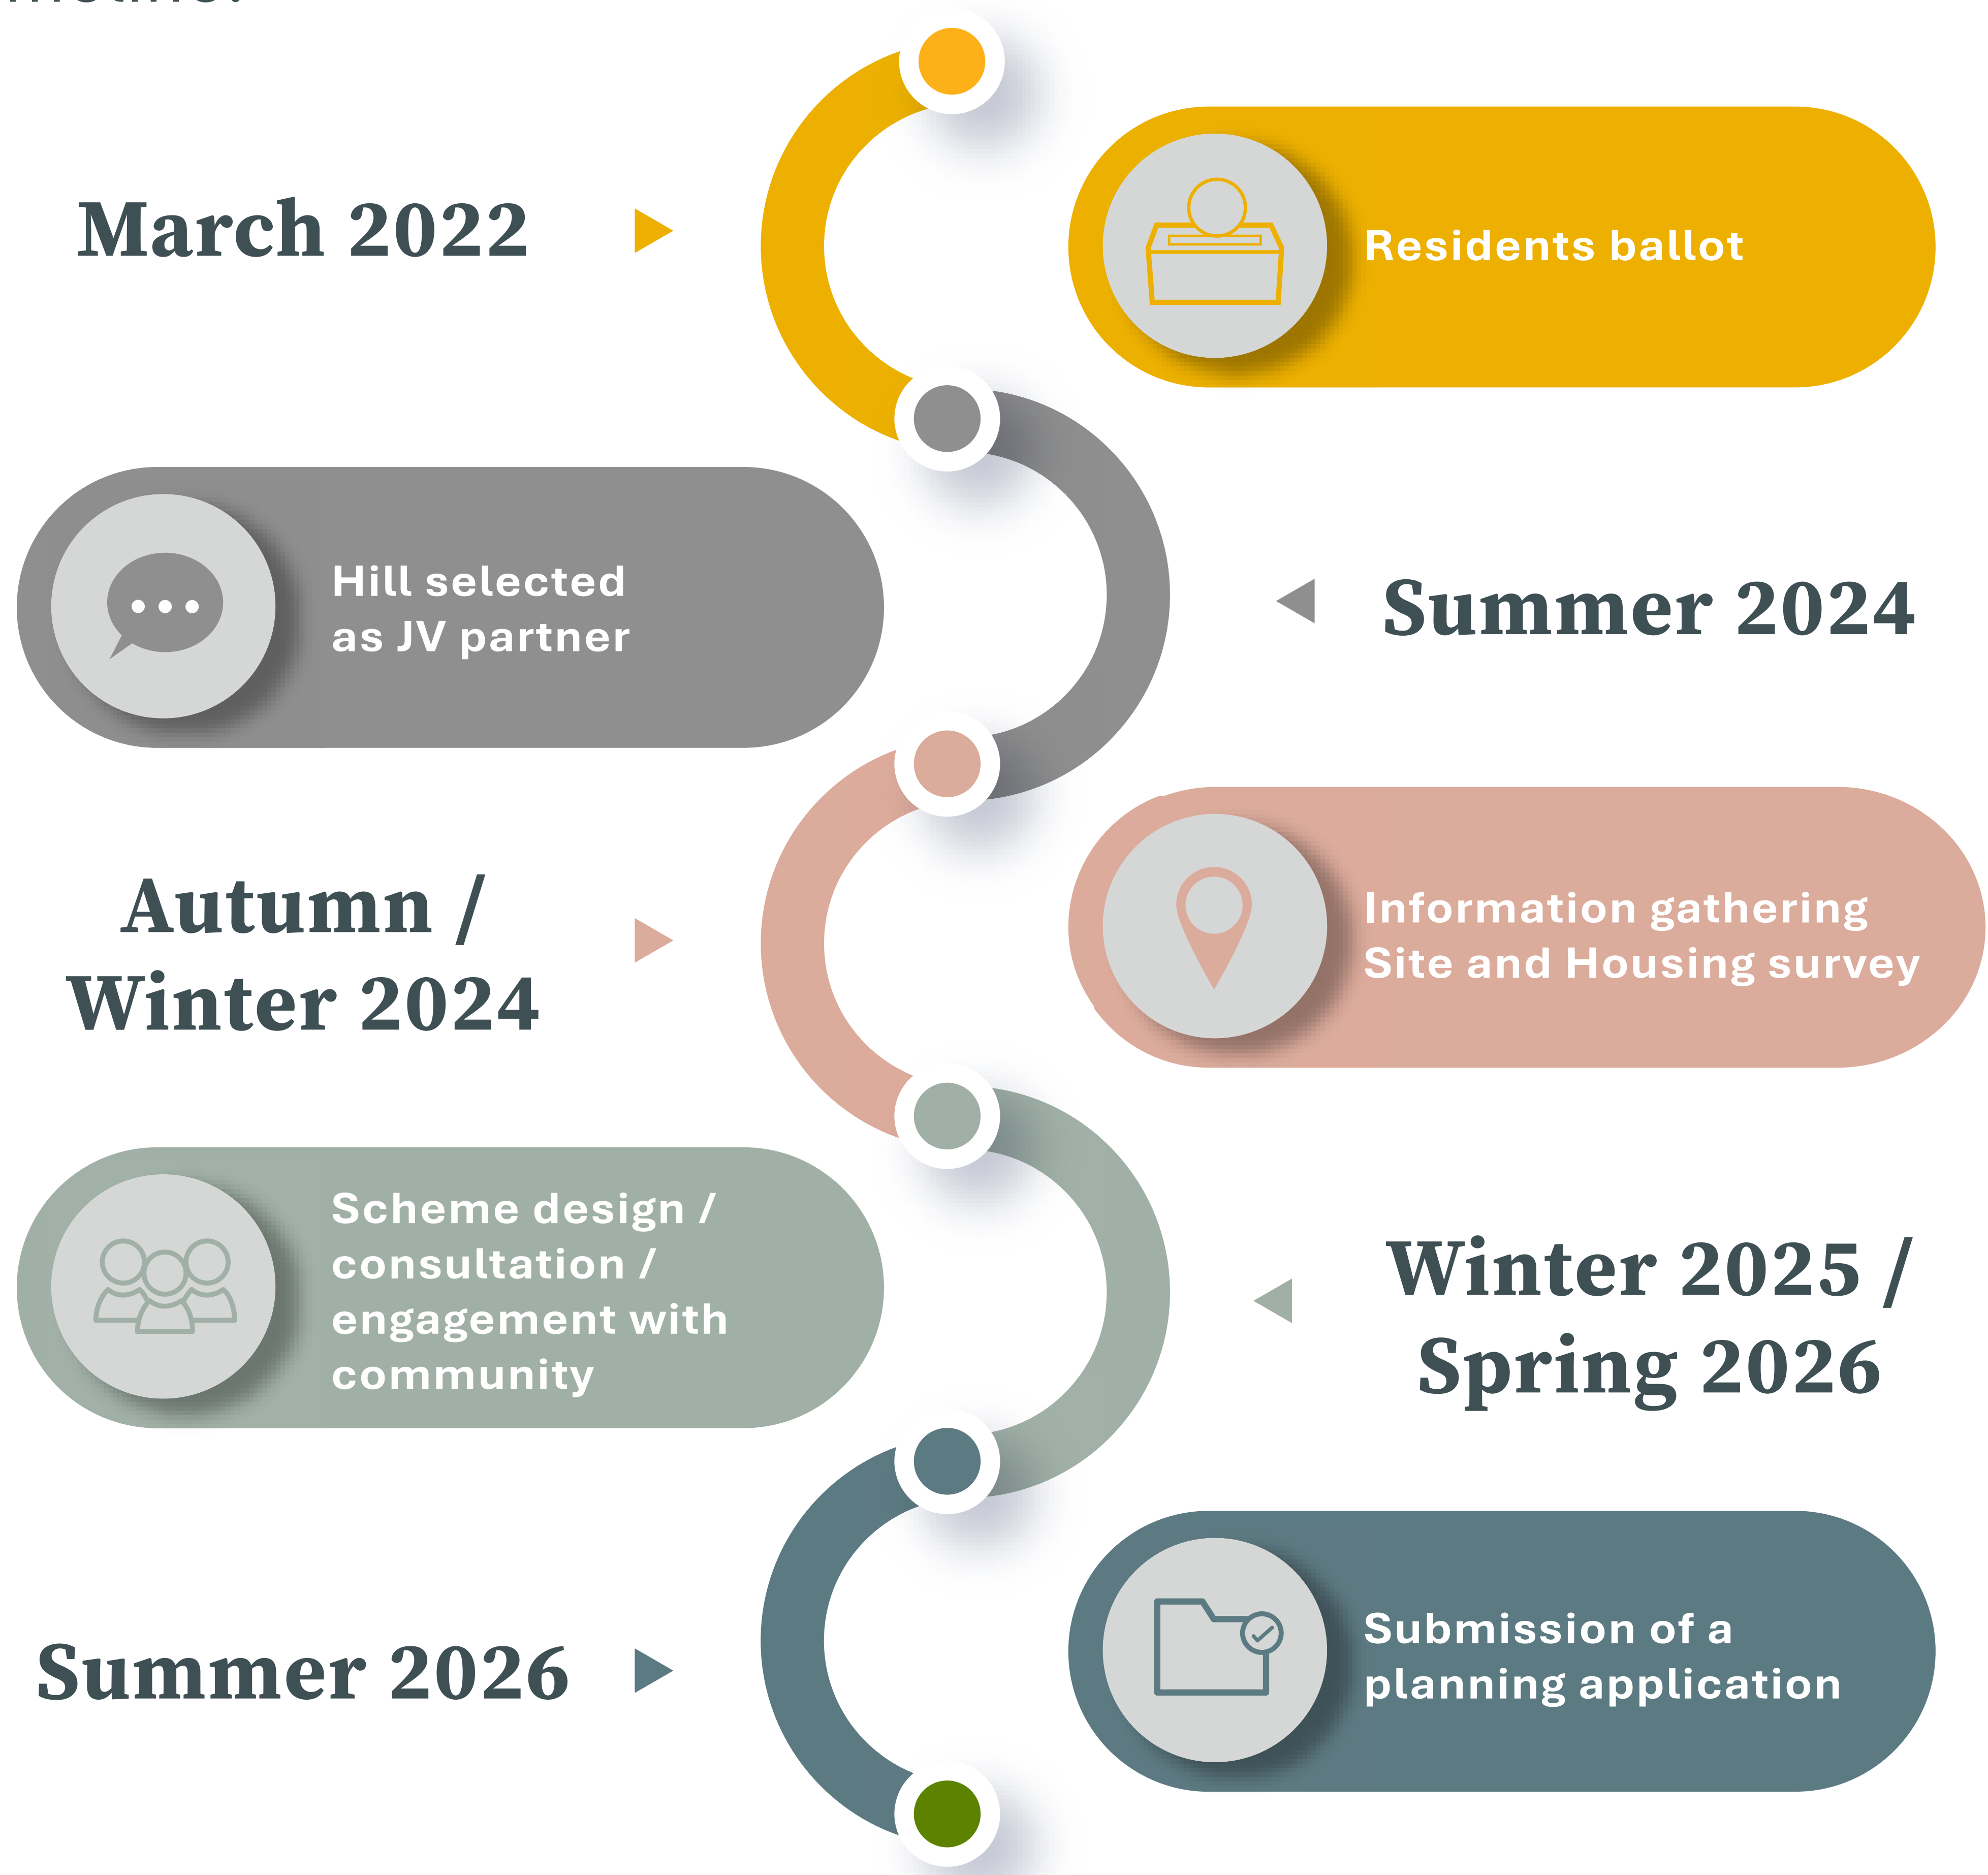 March 2022
Residents ballot
Hill selected
as JV partner
Summer 2024
Autumn /
Winter 2024
Information gathering
Site and Housing survey
Scheme design /
consultation /
engagement with
community
Winter 2025 /
Spring 2026
Summer 2026
Submission of a
planning application